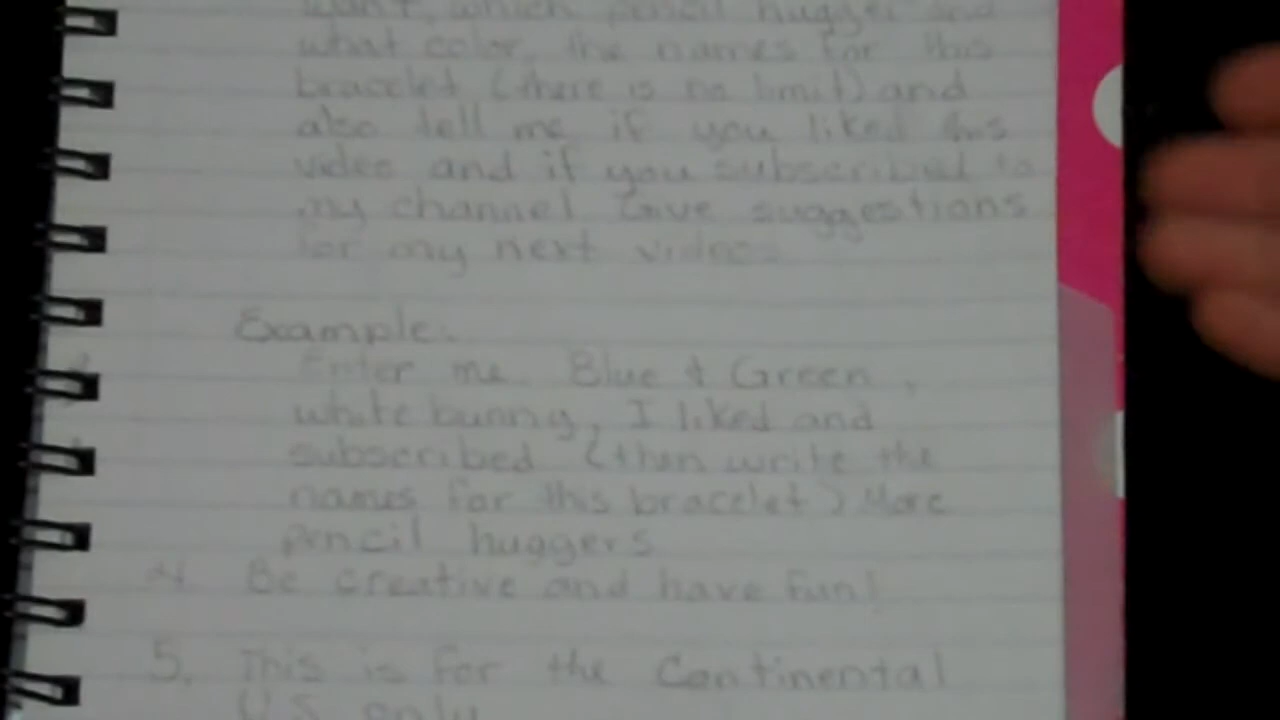 want, which pencil hugger and
what color, the names for this
bracelet (there is no limit) and
also tell me if you liked this
video and if you subscribed to
my channel Give suggestions
for my next video.
Example:
Enter me Blue & Green,
white bunny, I liked and
subscribed (then write the
names for this bracelet) More
pencil huggers
4. Be creative and have fun!
5. This is for the Continental
U.S only